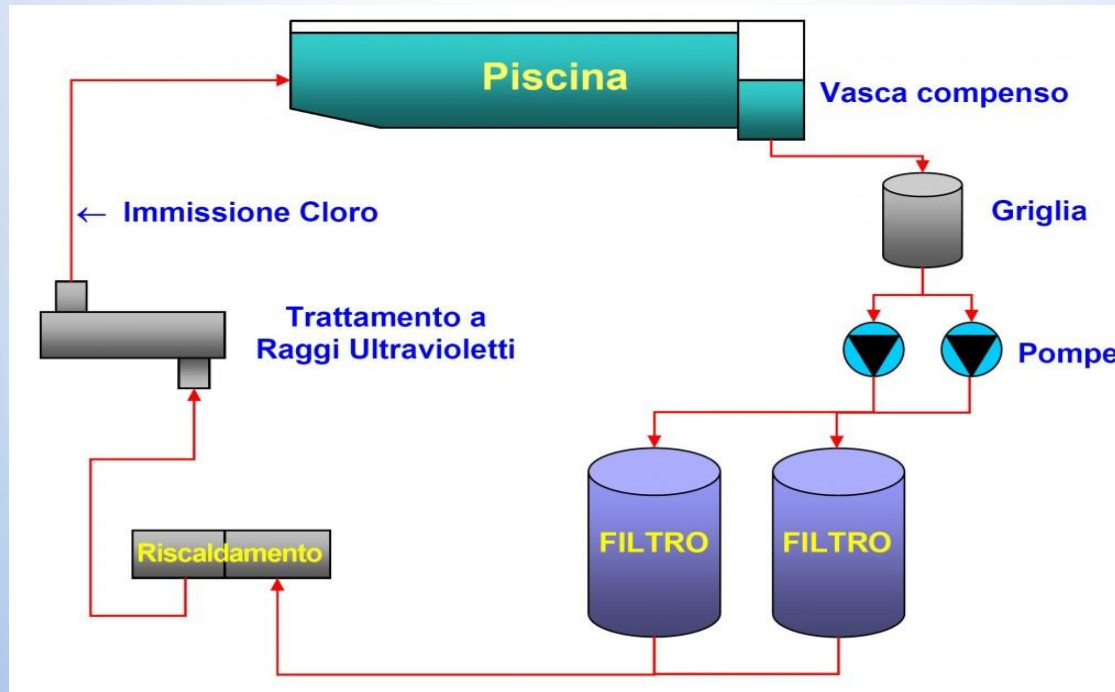 Piscina
Vasca compenso
← Immissione Cloro
Griglia
Trattamento a
Raggi Ultravioletti
Pompe
FILTRO
FILTRO
Riscaldamento